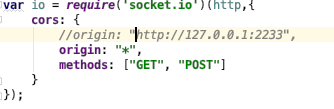 var io = require('socket.io')(http,{
    cors: {
        //origin: "http://127.0.0.1:2233",
        origin: "*",
        methods: ["GET", "POST"]
    }
});